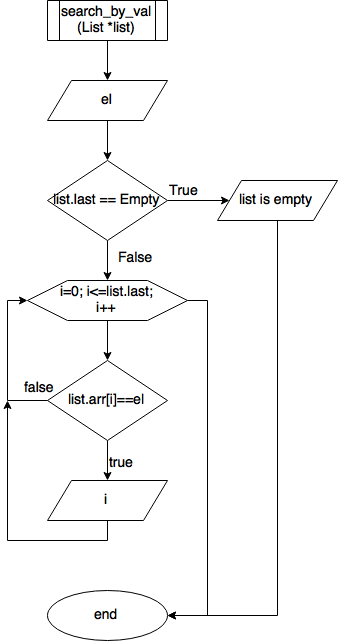 search_by_val
(List *list)
el
list.last == Empty
True
list is empty
False
i=0; i<=list.last;
i++
false
list.arr[i]==el
true
i
end